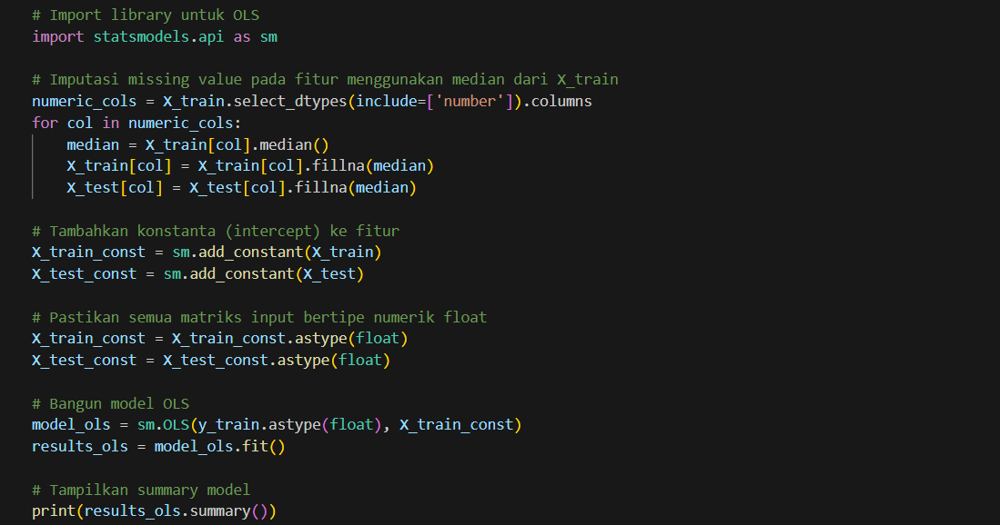 # Import library untuk OLS
import statsmodels.api as sm
# Imputasi missing value pada fitur menggunakan median dari X_train
numeric_cols = X_train.select_dtypes(include=['number']).columns
for col in numeric_cols:
    median = X_train[col].median()
    X_train[col] = X_train[col].fillna(median)
    X_test[col] = X_test[col].fillna(median)
# Tambahkan konstanta (intercept) ke fitur
X_train_const = sm.add_constant(X_train)
X_test_const = sm.add_constant(X_test)
# Pastikan semua matriks input bertipe numerik float
X_train_const = X_train_const.astype(float)
X_test_const = X_test_const.astype(float)
# Bangun model OLS
model_ols = sm.OLS(y_train.astype(float), X_train_const)
results_ols = model_ols.fit()
# Tampilkan summary model
print(results_ols.summary())